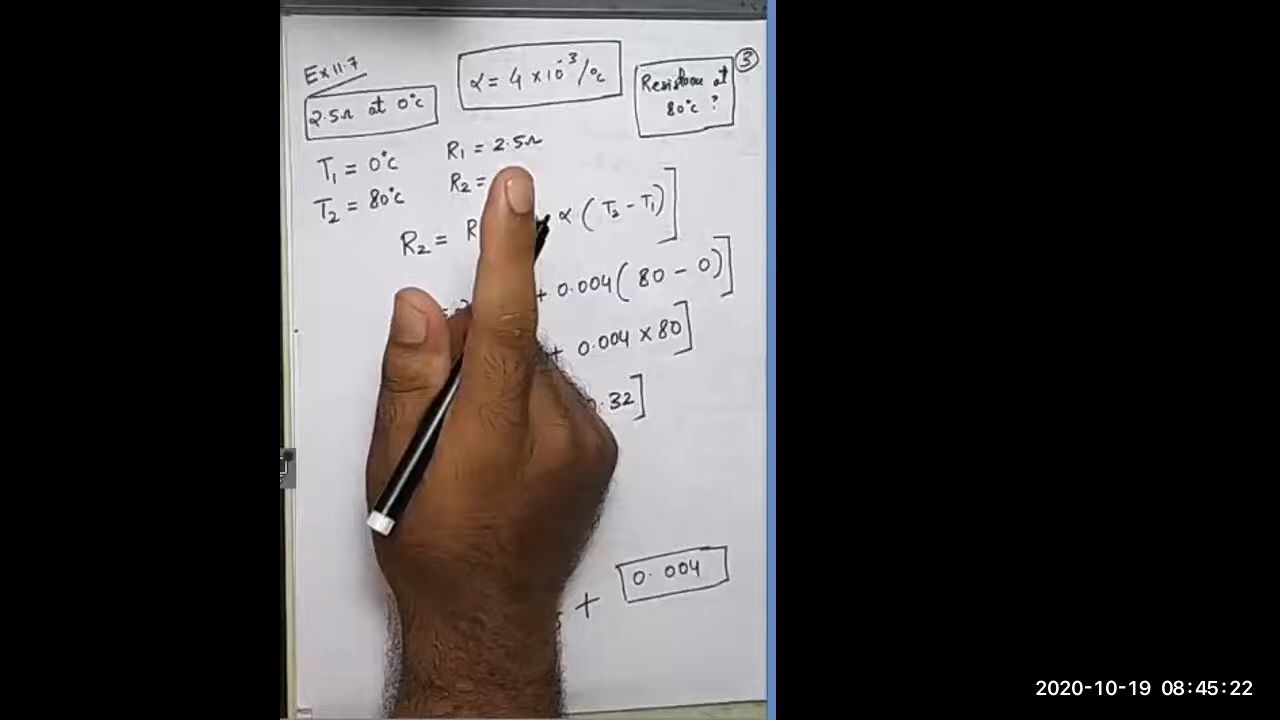 Ex 11.7
2.5Ω at 0°C
α = 4 × 10⁻³/°C
Resistance at
80°C ?
3
T₁ = 0°C
R₁ = 2.5Ω
T₂ = 80°C
R₂ =
R₂ = R α ( T₂ - T₁)]
+ 0.004( 80 - 0)]
+ 0.004 × 80]
0.32]
+ 0.004
2020-10-19 08:45:22